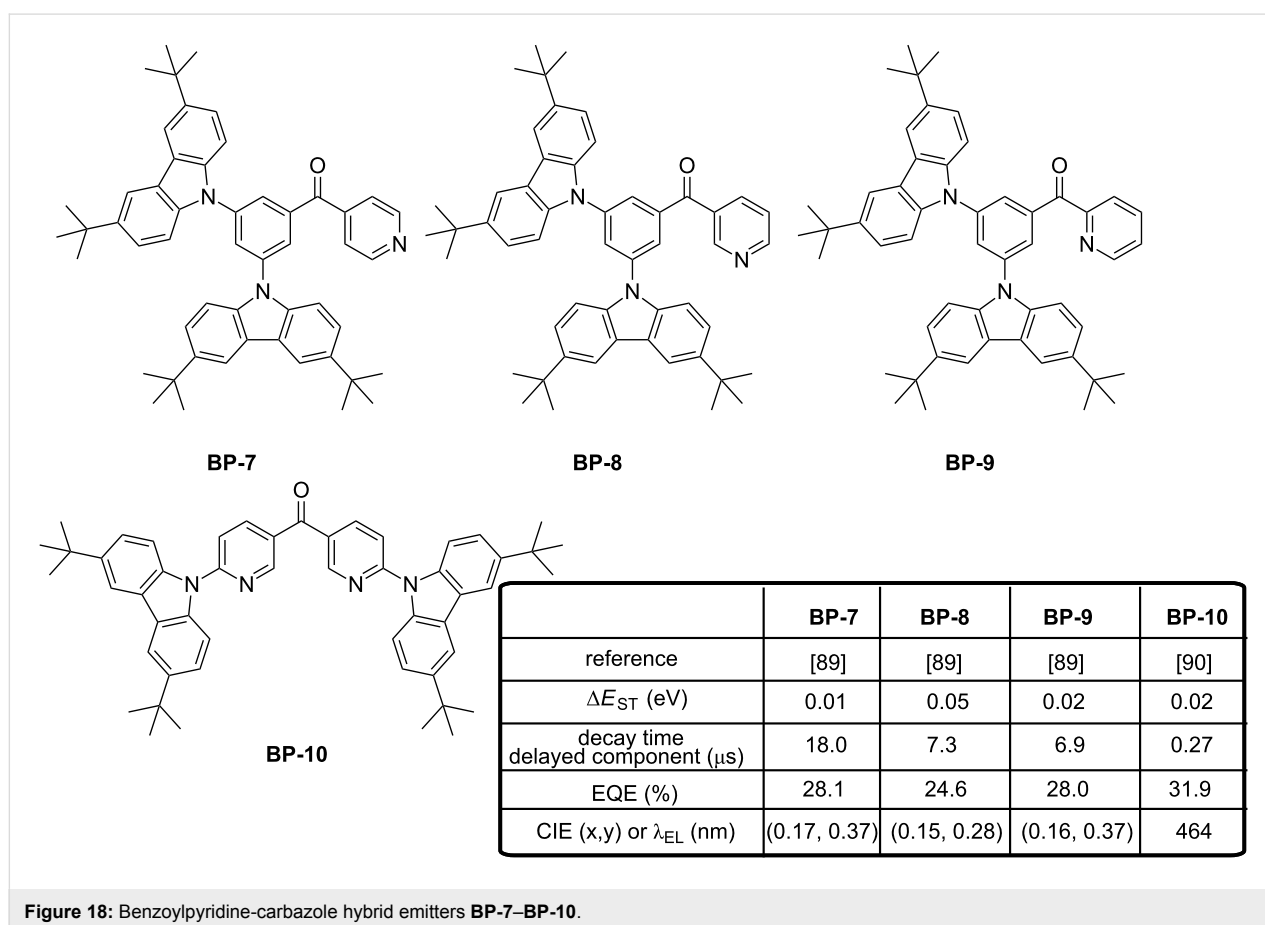 O
N
N
N
BP-7
O
N
N
N
BP-8
O
N
N
N
BP-9
O
N
N
N
N
BP-10
BP-7 BP-8 BP-9 BP-10
reference [89] [89] [89] [90]
ΔE_ST (eV) 0.01 0.05 0.02 0.02
decay time
delayed component (μs) 18.0 7.3 6.9 0.27
EQE (%) 28.1 24.6 28.0 31.9
CIE (x,y) or λ_EL (nm) (0.17, 0.37) (0.15, 0.28) (0.16, 0.37) 464
Figure 18: Benzoylpyridine-carbazole hybrid emitters BP-7–BP-10.